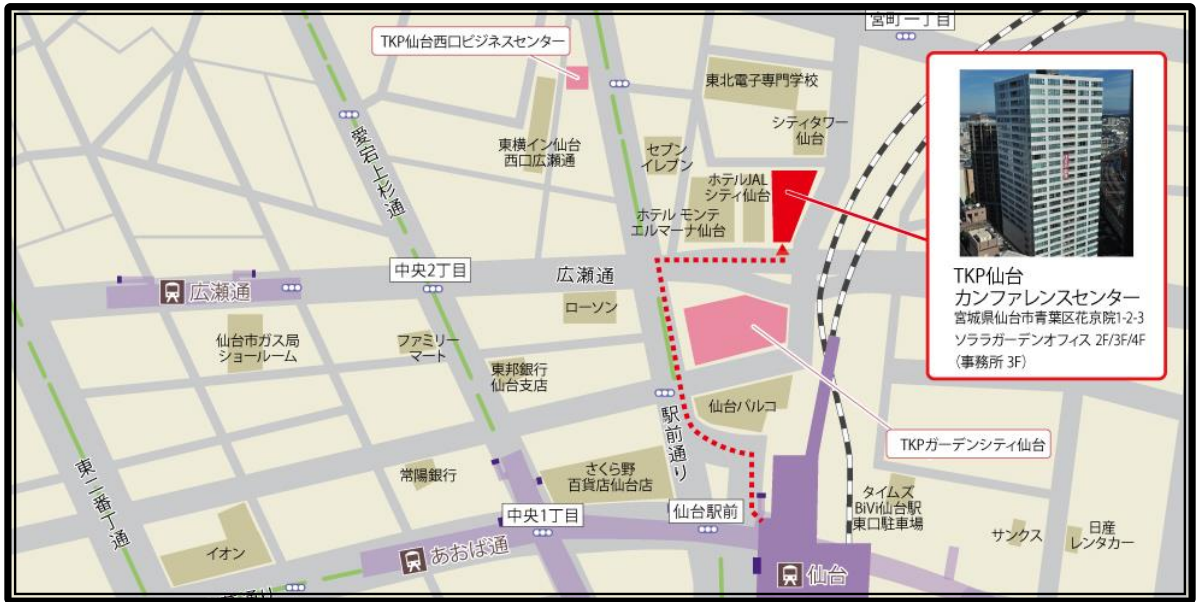 宮町一丁目
TKP仙台西口ビジネスセンター
東北電子専門学校
シティタワー
仙台
愛宕上杉通
東横イン仙台
西口広瀬通
セブン
イレブン
ホテルJAL
シティ仙台
ホテル モンテ
エルマーナ仙台
TKP仙台
カンファレンスセンター
宮城県仙台市青葉区花京院1-2-3
ソララガーデンオフィス 2F/3F/4F
（事務所 3F）
中央2丁目
広瀬通
広瀬通
ローソン
仙台市ガス局
ショールーム
ファミリー
マート
東邦銀行
仙台支店
仙台パルコ
駅前通り
TKPガーデンシティ仙台
東二番丁通
常陽銀行
さくら野
百貨店仙台店
タイムズ
BiVi仙台駅
東口駐車場
中央1丁目
仙台駅前
サンクス
日産
レンタカー
イオン
あおば通
仙台